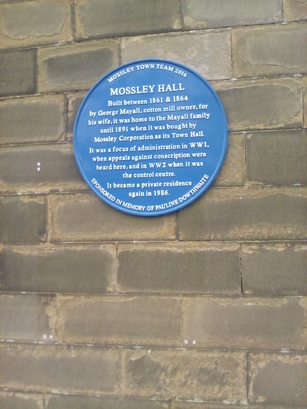 MOSSLEY TOWN TEAM 2016
MOSSLEY HALL
Built between 1861 & 1864
by George Mayall, cotton mill owner, for
his wife, it was home to the Mayall family
until 1891 when it was bought by
Mossley Corporation as its Town Hall.
It was a focus of administration in WW1,
when appeals against conscription were
heard here, and in WW2 when it was
the control centre.
It became a private residence
again in 1986.
SPONSORED IN MEMORY OF PAULINE DOWTHWAITE